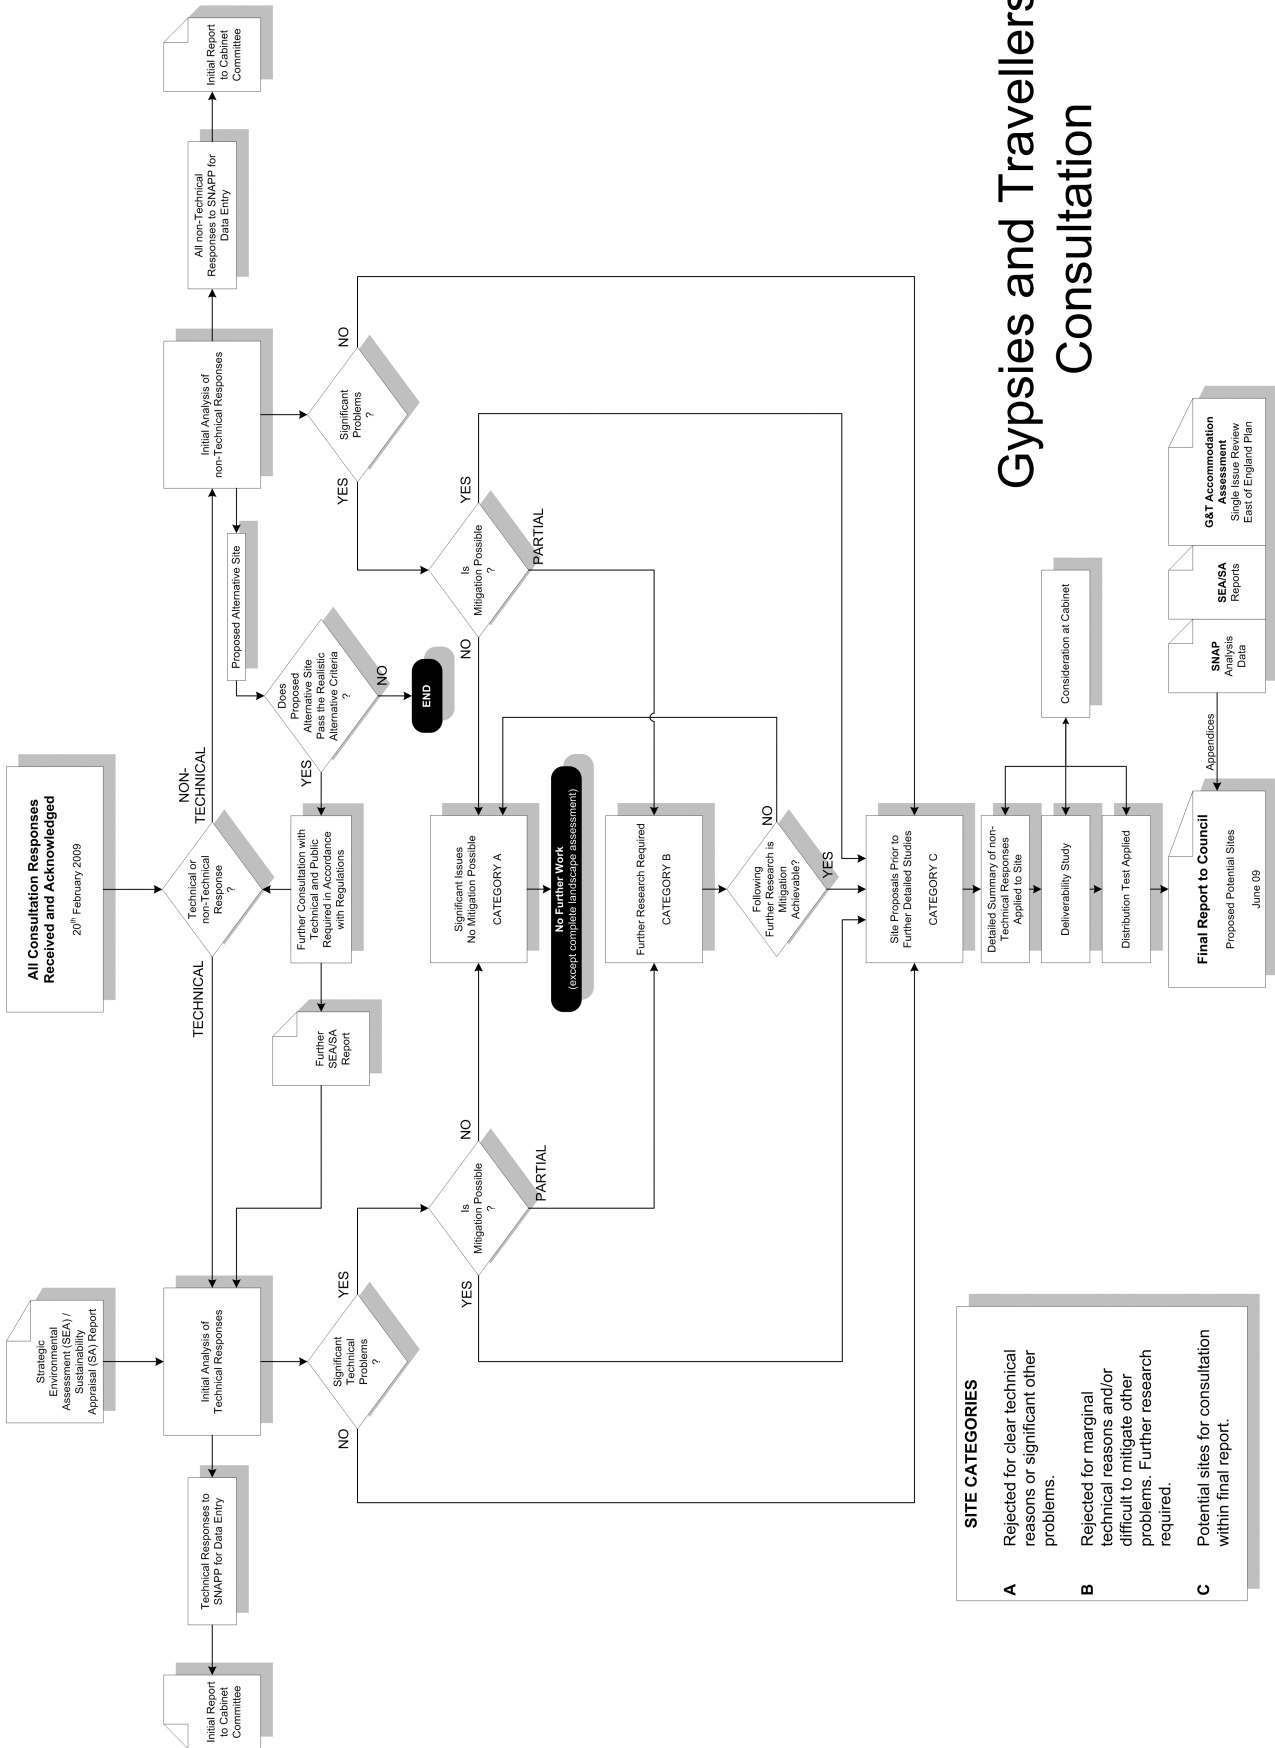 All Consultation Responses
Received and Acknowledged
20th February 2009
Strategic
Environmental
Assessment (SEA) /
Sustainability
Appraisal (SA) Report
Initial Report
to Cabinet
Committee
Technical Responses to
SNAPP for Data Entry
Initial Analysis of
Technical Responses
TECHNICAL
Technical or
non-Technical
Response
?
NON-
TECHNICAL
Initial Analysis of
non-Technical Responses
All non-Technical
Responses to SNAPP for
Data Entry
Initial Report
to Cabinet
Committee
Proposed Alternative Site
Further
SEA/SA
Report
Further Consultation with
Technical and Public
Required in Accordance
with Regulations
YES
Does
Proposed
Alternative Site
Pass the Realistic
Alternative Criteria
?
NO
END
NO
Significant
Technical
Problems
?
YES
YES
Significant
Problems
?
NO
YES
Is
Mitigation Possible
?
NO
PARTIAL
Significant Issues
No Mitigation Possible
CATEGORY A
NO
Is
Mitigation Possible
?
YES
PARTIAL
No Further Work
(except complete landscape assessment)
Further Research Required
CATEGORY B
Following
Further Research is
Mitigation
Achievable?
NO
YES
Site Proposals Prior to
Further Detailed Studies
CATEGORY C
Detailed Summary of non-
Technical Responses
Applied to Site
Deliverability Study
Distribution Test Applied
Consideration at Cabinet
Final Report to Council
Proposed Potential Sites
June 09
Appendices
SNAP
Analysis
Data
SEA/SA
Reports
G&T Accommodation
Assessment
Single Issue Review
East of England Plan
SITE CATEGORIES
A Rejected for clear technical
reasons or significant other
problems.
B Rejected for marginal
technical reasons and/or
difficult to mitigate other
problems. Further research
required.
C Potential sites for consultation
within final report.
Gypsies and Travellers
Consultation